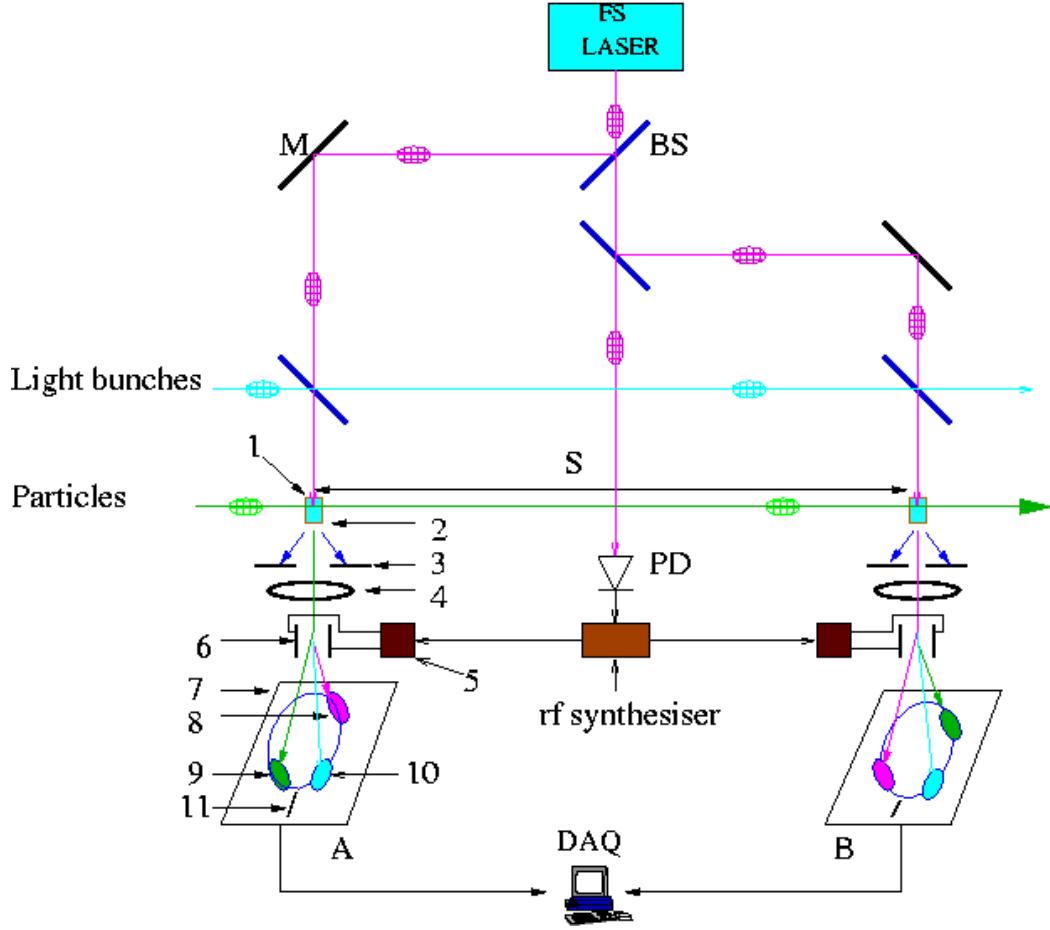 FS
LASER
M
BS
Light bunches
1
S
Particles
2
3
PD
4
6
5
7
rf synthesiser
8
9
10
11
A
DAQ
B